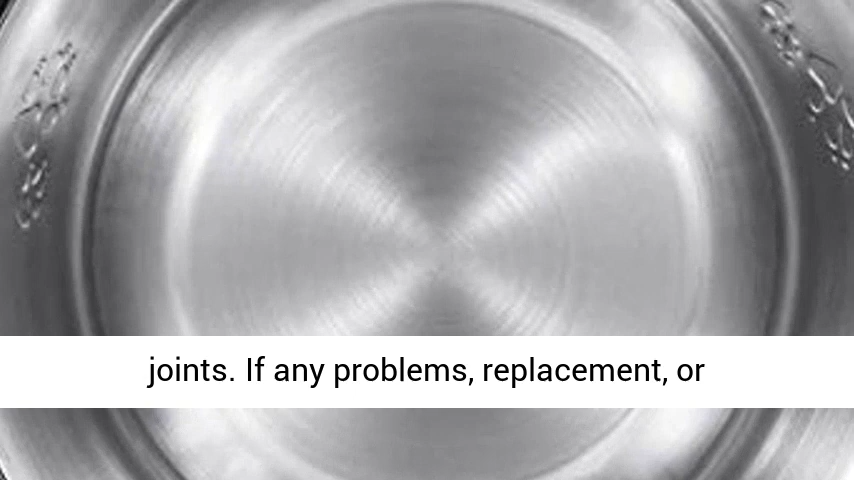 joints. If any problems, replacement, or